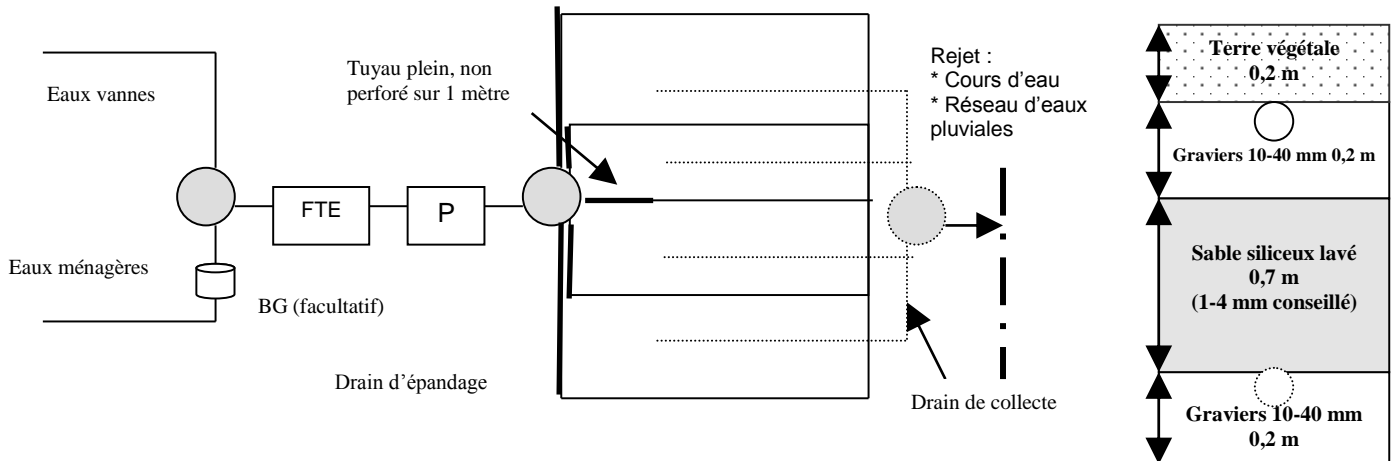 Eaux vannes
Eaux ménagères
BG (facultatif)
FTE
P
Tuyau plein, non
perforé sur 1 mètre
Drain d’épandage
Rejet :
* Cours d’eau
* Réseau d’eaux
pluviales
Drain de collecte
Terre végétale
0,2 m
Graviers 10-40 mm 0,2 m
Sable siliceux lavé
0,7 m
(1-4 mm conseillé)
Graviers 10-40 mm
0,2 m